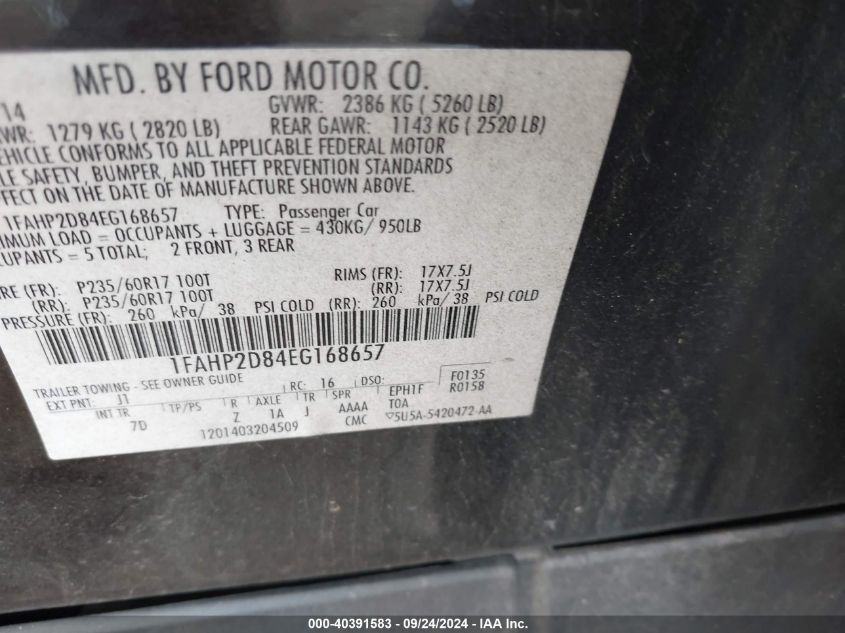 MFD. BY FORD MOTOR CO.
14
GVWR: 2386 KG ( 5260 LB)
WR: 1279 KG ( 2820 LB)
REAR GAWR: 1143 KG ( 2520 LB)
EHICLE CONFORMS TO ALL APPLICABLE FEDERAL MOTOR
LE SAFETY, BUMPER, AND THEFT PREVENTION STANDARDS
FECT ON THE DATE OF MANUFACTURE SHOWN ABOVE.
1FAHP2D84EG168657 TYPE: Passenger Car
IMUM LOAD = OCCUPANTS + LUGGAGE = 430KG/ 950LB
UPANTS = 5 TOTAL; 2 FRONT, 3 REAR
RE (FR): P235/60R17 100T RIMS (FR): 17X7.5J
(RR): P235/60R17 100T (RR): 17X7.5J
PRESSURE (FR): 260 kPa/ 38 PSI COLD (RR): 260 kPa/ 38 PSI COLD
1FAHP2D84EG168657
TRAILER TOWING - SEE OWNER GUIDE
EXT PNT: J1 RC: 16 DSO: F0135
R0158
INT TR TP/PS R AXLE TR SPR EPH1F
7D Z 1A J AAAA TOA
1201403204509 CMC ▽5U5A-5420472-AA
000-40391583 - 09/24/2024 - IAA Inc.